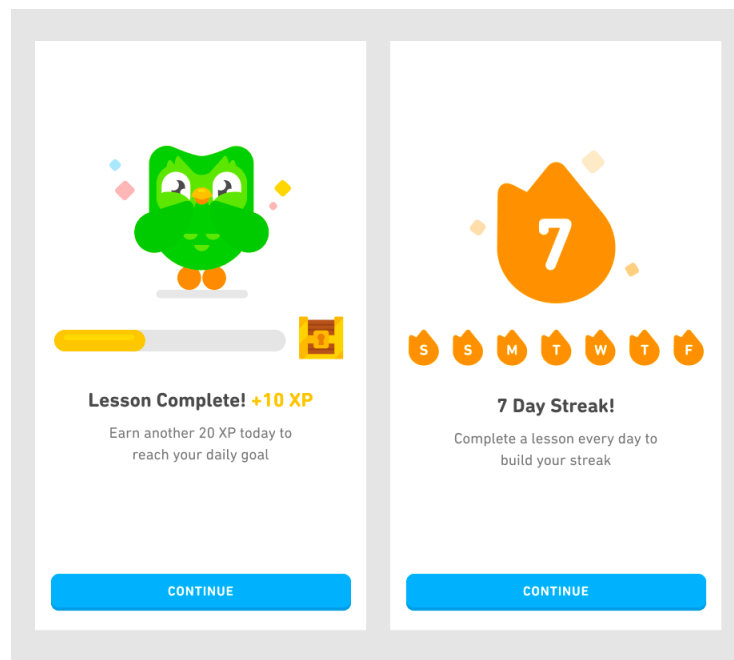 Lesson Complete! +10 XP
Earn another 20 XP today to
reach your daily goal
CONTINUE
7
S S M T W T F
7 Day Streak!
Complete a lesson every day to
build your streak
CONTINUE